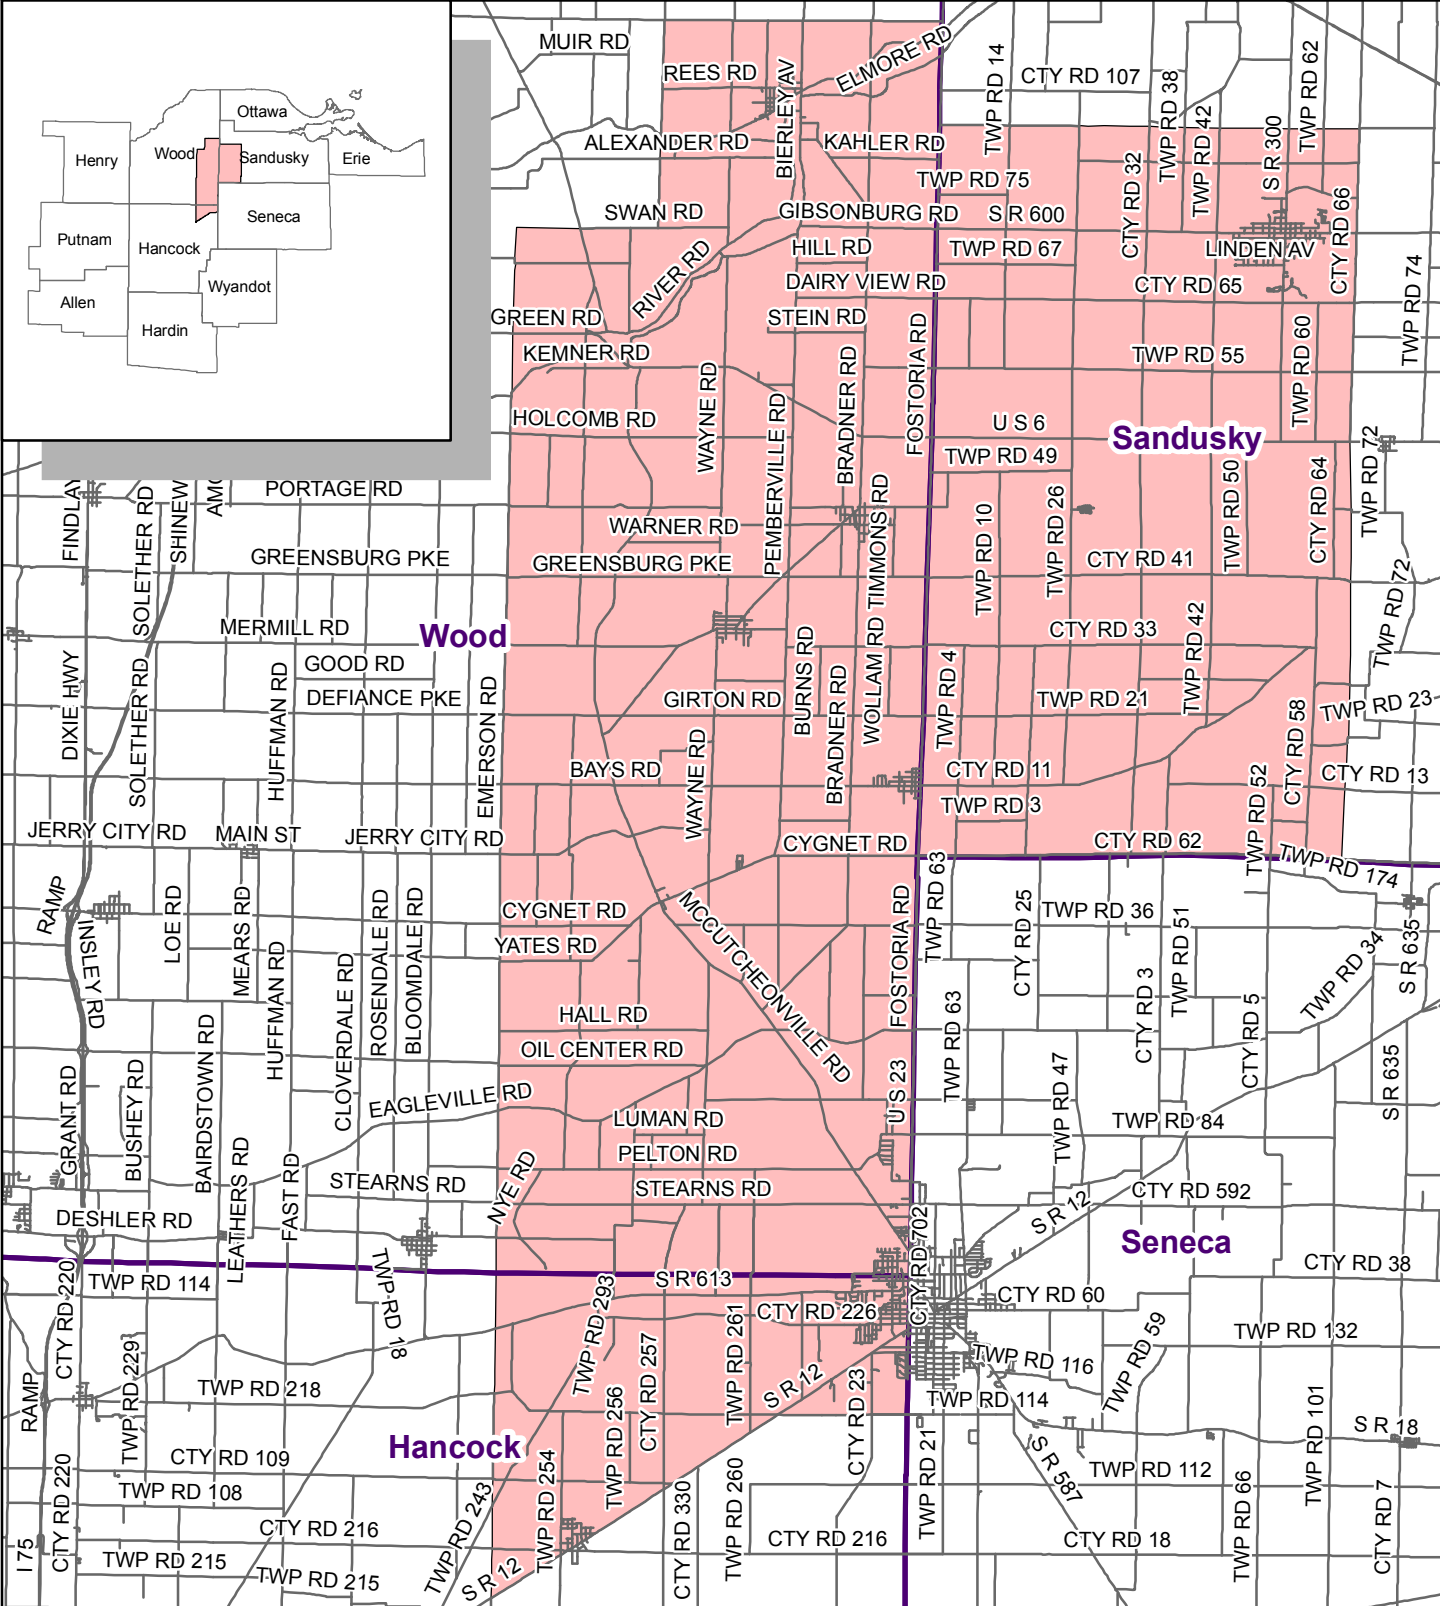 Ottawa
Henry
Wood
Sandusky
Erie
Seneca
Putnam
Hancock
Wyandot
Allen
Hardin
MUIR RD
REES RD
BIERLEY AV
ELMORE RD
TWP RD 14
CTY RD 107
TWP RD 38
TWP RD 62
ALEXANDER RD
KAHLER RD
TWP RD 42
S R 300
TWP RD 75
CTY RD 32
SWAN RD
GIBSONBURG RD
S R 600
CTY RD 66
RIVER RD
HILL RD
TWP RD 67
LINDEN AV
DAIRY VIEW RD
CTY RD 65
TWP RD 74
GREEN RD
STEIN RD
FOSTORIA RD
TWP RD 60
KEMNER RD
TWP RD 55
WAYNE RD
PEMBERVILLE RD
BRADNER RD
HOLCOMB RD
U S 6
Sandusky
TWP RD 72
TWP RD 49
FINDLAY
SOLETHER RD
SHINEW
AMO
PORTAGE RD
TIMMONS RD
TWP RD 10
TWP RD 26
TWP RD 50
CTY RD 64
WARNER RD
GREENSBURG PKE
GREENSBURG PKE
CTY RD 41
TWP RD 72
MERMILL RD
Wood
CTY RD 33
TWP RD 42
DIXIE HWY
SOLETHER RD
HUFFMAN RD
GOOD RD
DEFIANCE PKE
EMERSON RD
GIRTON RD
BURNS RD
BRADNER RD
WOLLAM RD
TWP RD 4
TWP RD 21
CTY RD 58
TWP RD 23
BAYS RD
WAYNE RD
CTY RD 11
TWP RD 52
CTY RD 13
TWP RD 3
JERRY CITY RD
MAIN ST
JERRY CITY RD
CYGNET RD
CTY RD 62
TWP RD 174
RAMP
INSLEY RD
LOE RD
MEARS RD
HUFFMAN RD
ROSENDALE RD
BLOOMDALE RD
CLOVERDALE RD
CYGNET RD
YATES RD
MCCUTCHEONVILLE RD
FOSTORIA RD
TWP RD 63
CTY RD 25
TWP RD 36
TWP RD 51
CTY RD 3
CTY RD 5
TWP RD 34
S R 635
HALL RD
OIL CENTER RD
TWP RD 63
GRANT RD
BUSHEY RD
BAIRDSTOWN RD
LEATHERS RD
FAST RD
EAGLEVILLE RD
LUMAN RD
U S 23
TWP RD 47
TWP RD 84
S R 635
PELTON RD
STEARNS RD
STEARNS RD
NYE RD
CTY RD 592
S R 12
DESHLER RD
CTY RD 702
Seneca
TWP RD 114
CTY RD 220
TWP RD 18
S R 613
CTY RD 38
CTY RD 60
TWP RD 293
CTY RD 226
TWP RD 229
CTY RD 257
TWP RD 261
TWP RD 132
TWP RD 59
TWP RD 116
RAMP
TWP RD 218
S R 12
CTY RD 23
TWP RD 114
TWP RD 256
S R 18
Hancock
TWP RD 101
CTY RD 109
TWP RD 254
TWP RD 21
S R 587
TWP RD 112
CTY RD 220
TWP RD 108
TWP RD 243
CTY RD 330
TWP RD 260
TWP RD 66
CTY RD 7
CTY RD 216
CTY RD 216
CTY RD 18
I 75
TWP RD 215
TWP RD 215
S R 12